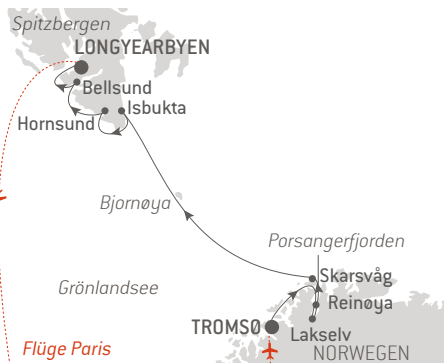 Spitzbergen
LONGYEARBYEN
Bellsund
Isbukta
Hornsund
Bjornøya
Porsangerfjorden
Skarsvåg
Grönlandsee
Reinøya
TROMSØ
Lakselv
Flüge Paris
NORWEGEN